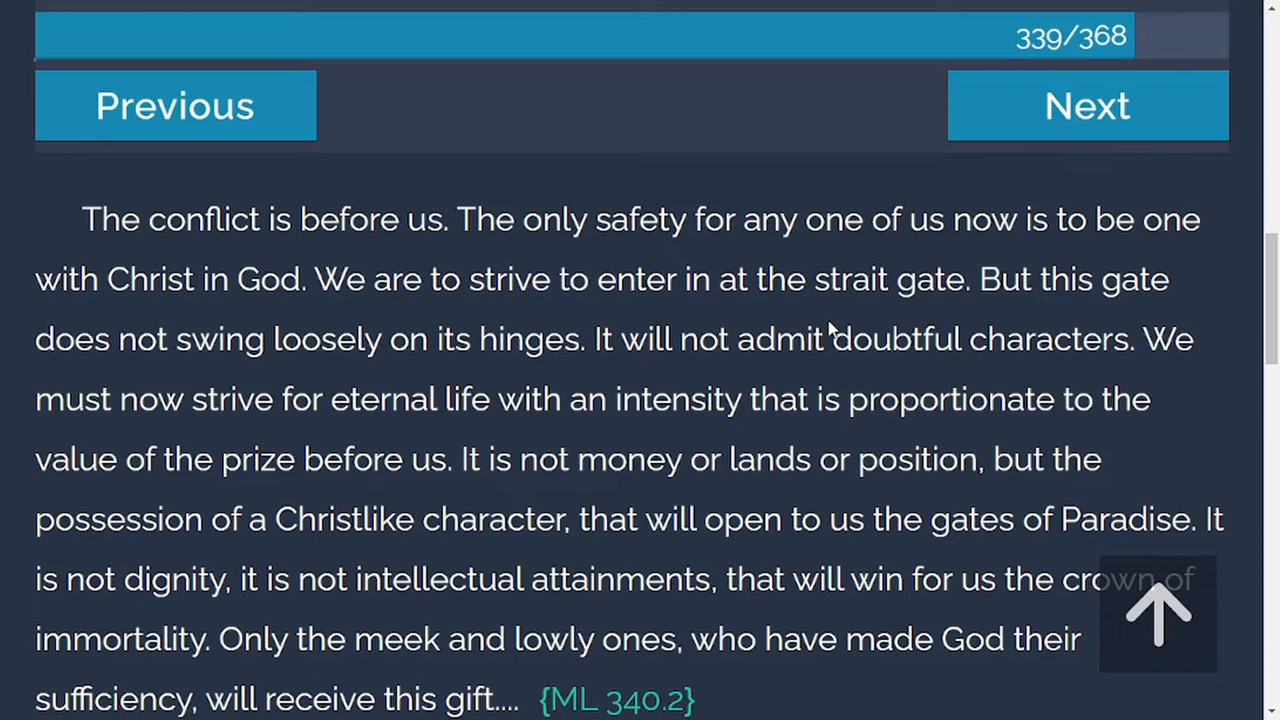 339/368
Previous
Next
The conflict is before us. The only safety for any one of us now is to be one
with Christ in God. We are to strive to enter in at the strait gate. But this gate
does not swing loosely on its hinges. It will not admit doubtful characters. We
must now strive for eternal life with an intensity that is proportionate to the
value of the prize before us. It is not money or lands or position, but the
possession of a Christlike character, that will open to us the gates of Paradise. It
is not dignity, it is not intellectual attainments, that will win for us the crown of
immortality. Only the meek and lowly ones, who have made God their
sufficiency, will receive this gift.... {ML 340.2}